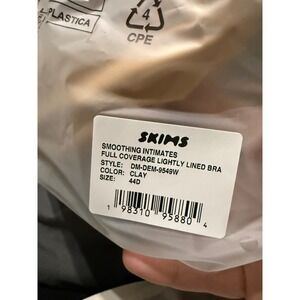 PLASTICA
4
CPE
SKIMS
SMOOTHING INTIMATES
FULL COVERAGE LIGHTLY LINED BRA
STYLE: DM-DEM-9549W
COLOR: CLAY
SIZE: 44D
1 98310 95880 4